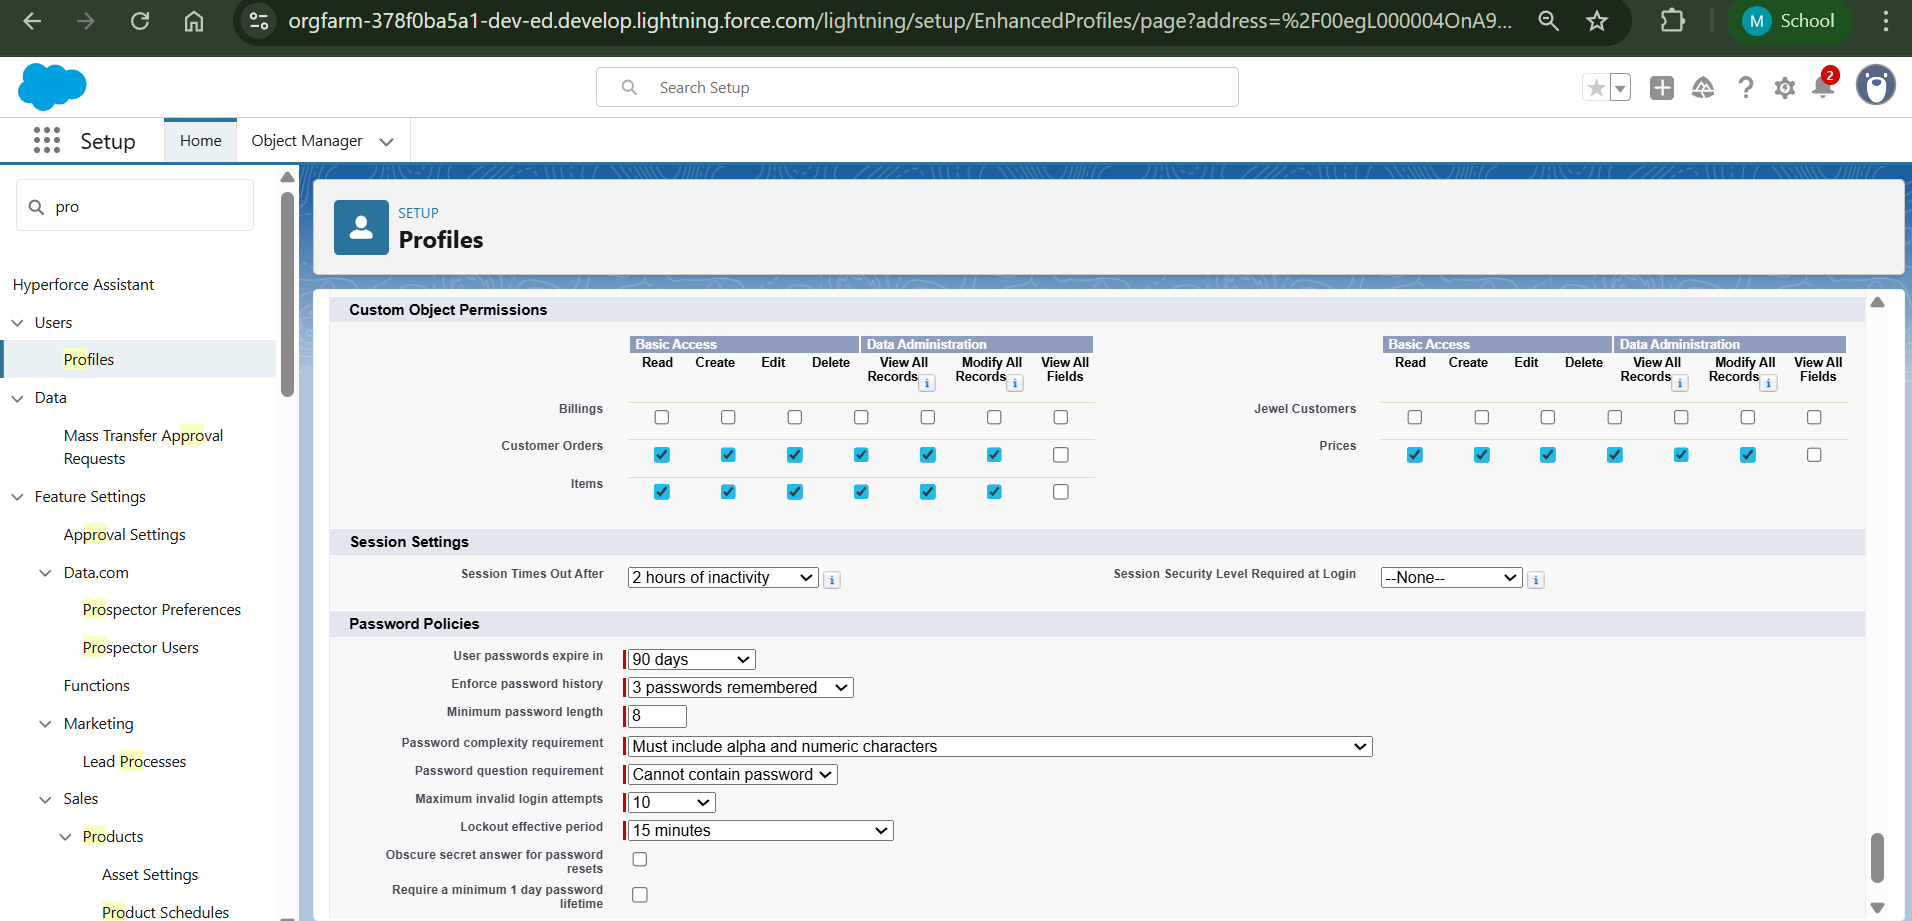 orgfarm-378f0ba5a1-dev-ed.develop.lightning.force.com/lightning/setup/EnhancedProfiles/page?address=%2F00egL000004OnA9...
M School
Search Setup
2
Setup
Home
Object Manager
pro
Hyperforce Assistant
Users
Profiles
Data
Mass Transfer Approval
Requests
Feature Settings
Approval Settings
Data.com
Prospector Preferences
Prospector Users
Functions
Marketing
Lead Processes
Sales
Products
Asset Settings
Product Schedules
SETUP
Profiles
Custom Object Permissions
Basic Access Data Administration
Read Create Edit Delete View All Records Modify All Records View All Fields
Billings
Customer Orders
Items
Basic Access Data Administration
Read Create Edit Delete View All Records Modify All Records View All Fields
Jewel Customers
Prices
Session Settings
Session Times Out After 2 hours of inactivity
Session Security Level Required at Login --None--
Password Policies
User passwords expire in 90 days
Enforce password history 3 passwords remembered
Minimum password length 8
Password complexity requirement Must include alpha and numeric characters
Password question requirement Cannot contain password
Maximum invalid login attempts 10
Lockout effective period 15 minutes
Obscure secret answer for password
resets
Require a minimum 1 day password
lifetime